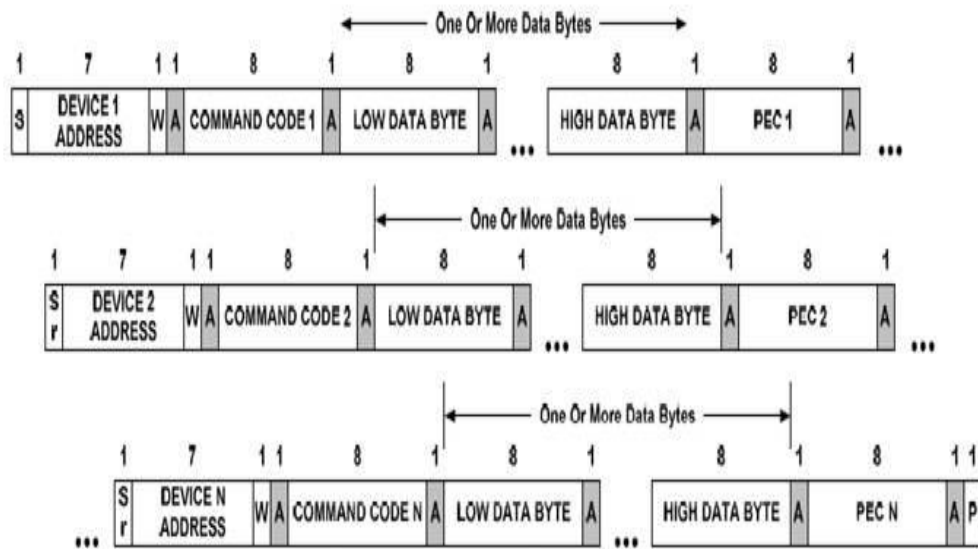 One Or More Data Bytes
1 7 1 1 8 1 8 1 8 1 8 1
S DEVICE 1 ADDRESS W A COMMAND CODE 1 A LOW DATA BYTE A ... HIGH DATA BYTE A PEC 1 A ...
One Or More Data Bytes
1 7 1 1 8 1 8 1 8 1 8 1
Sr DEVICE 2 ADDRESS W A COMMAND CODE 2 A LOW DATA BYTE A ... HIGH DATA BYTE A PEC 2 A ...
One Or More Data Bytes
1 7 1 1 8 1 8 1 8 1 8 1 1
... Sr DEVICE N ADDRESS W A COMMAND CODE N A LOW DATA BYTE A ... HIGH DATA BYTE A PEC N A P